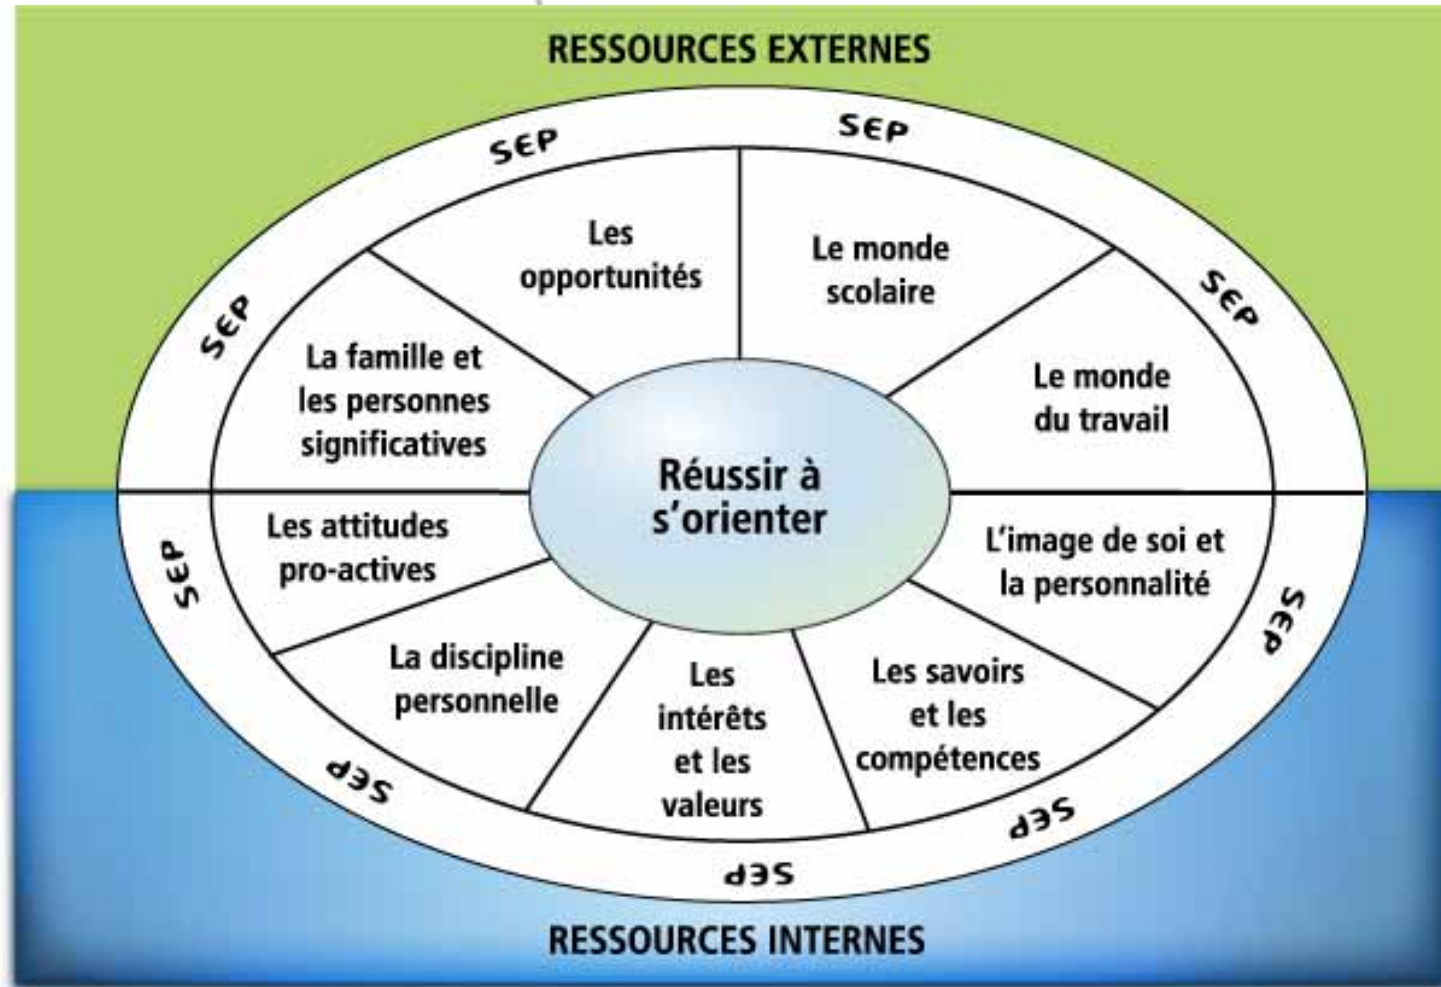 RESSOURCES EXTERNES
SEP
SEP
SEP
SEP
Les
opportunités
Le monde
scolaire
La famille et
les personnes
significatives
Le monde
du travail
Réussir à
s'orienter
Les attitudes
pro-actives
L'image de soi et
la personnalité
La discipline
personnelle
Les
intérêts
et les
valeurs
Les savoirs
et les
compétences
SEP
SEP
SEP
SEP
SEP
RESSOURCES INTERNES